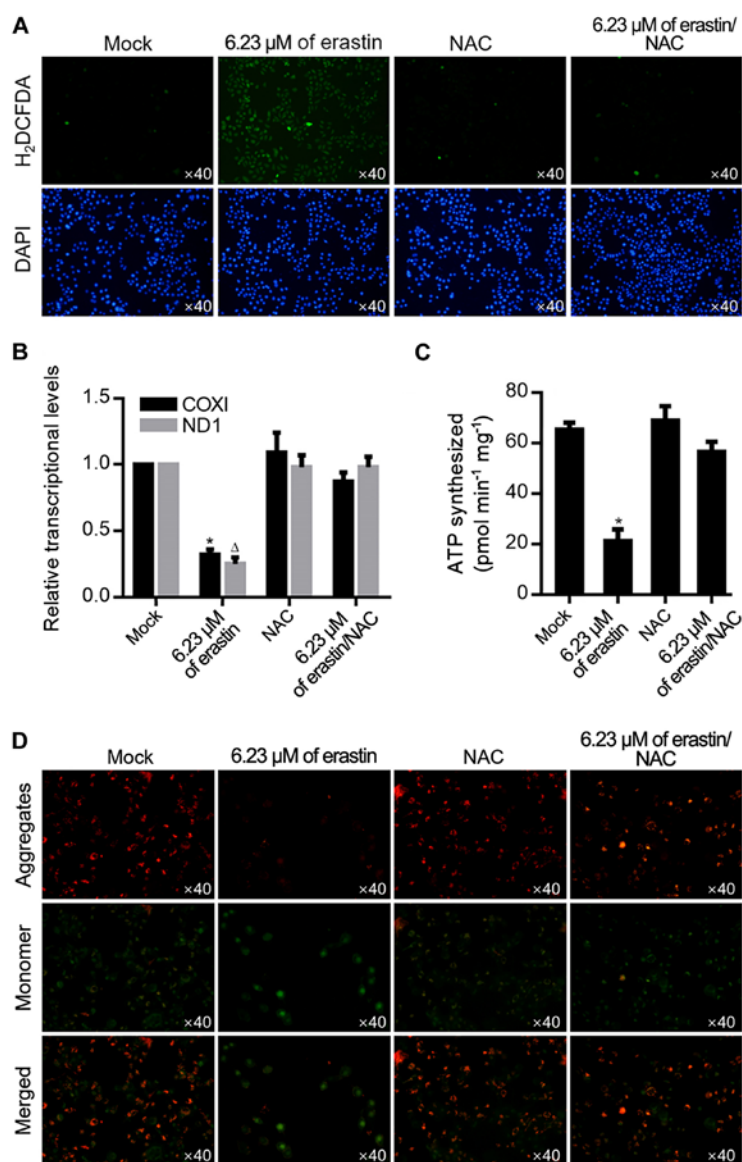 A
Mock
6.23 µM of erastin
NAC
6.23 µM of erastin/
NAC
H₂DCFDA
×40
×40
×40
×40
DAPI
×40
×40
×40
×40
B
Relative transcriptional levels
1.5
1.0
0.5
0.0
COXI
ND1
*
Δ
Mock
6.23 µM
of erastin
NAC
6.23 µM
of erastin/NAC
C
ATP synthesized
(pmol min⁻¹ mg⁻¹)
80
60
40
20
0
*
Mock
6.23 µM
of erastin
NAC
6.23 µM
of erastin/NAC
D
Mock
6.23 µM of erastin
NAC
6.23 µM of erastin/
NAC
Aggregates
×40
×40
×40
×40
Monomer
×40
×40
×40
×40
Merged
×40
×40
×40
×40